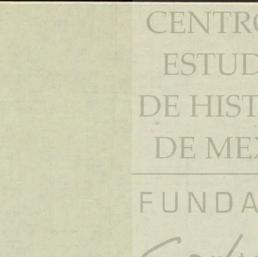 CENTRO
ESTUD
DE HIST
DE MEX
FUNDA